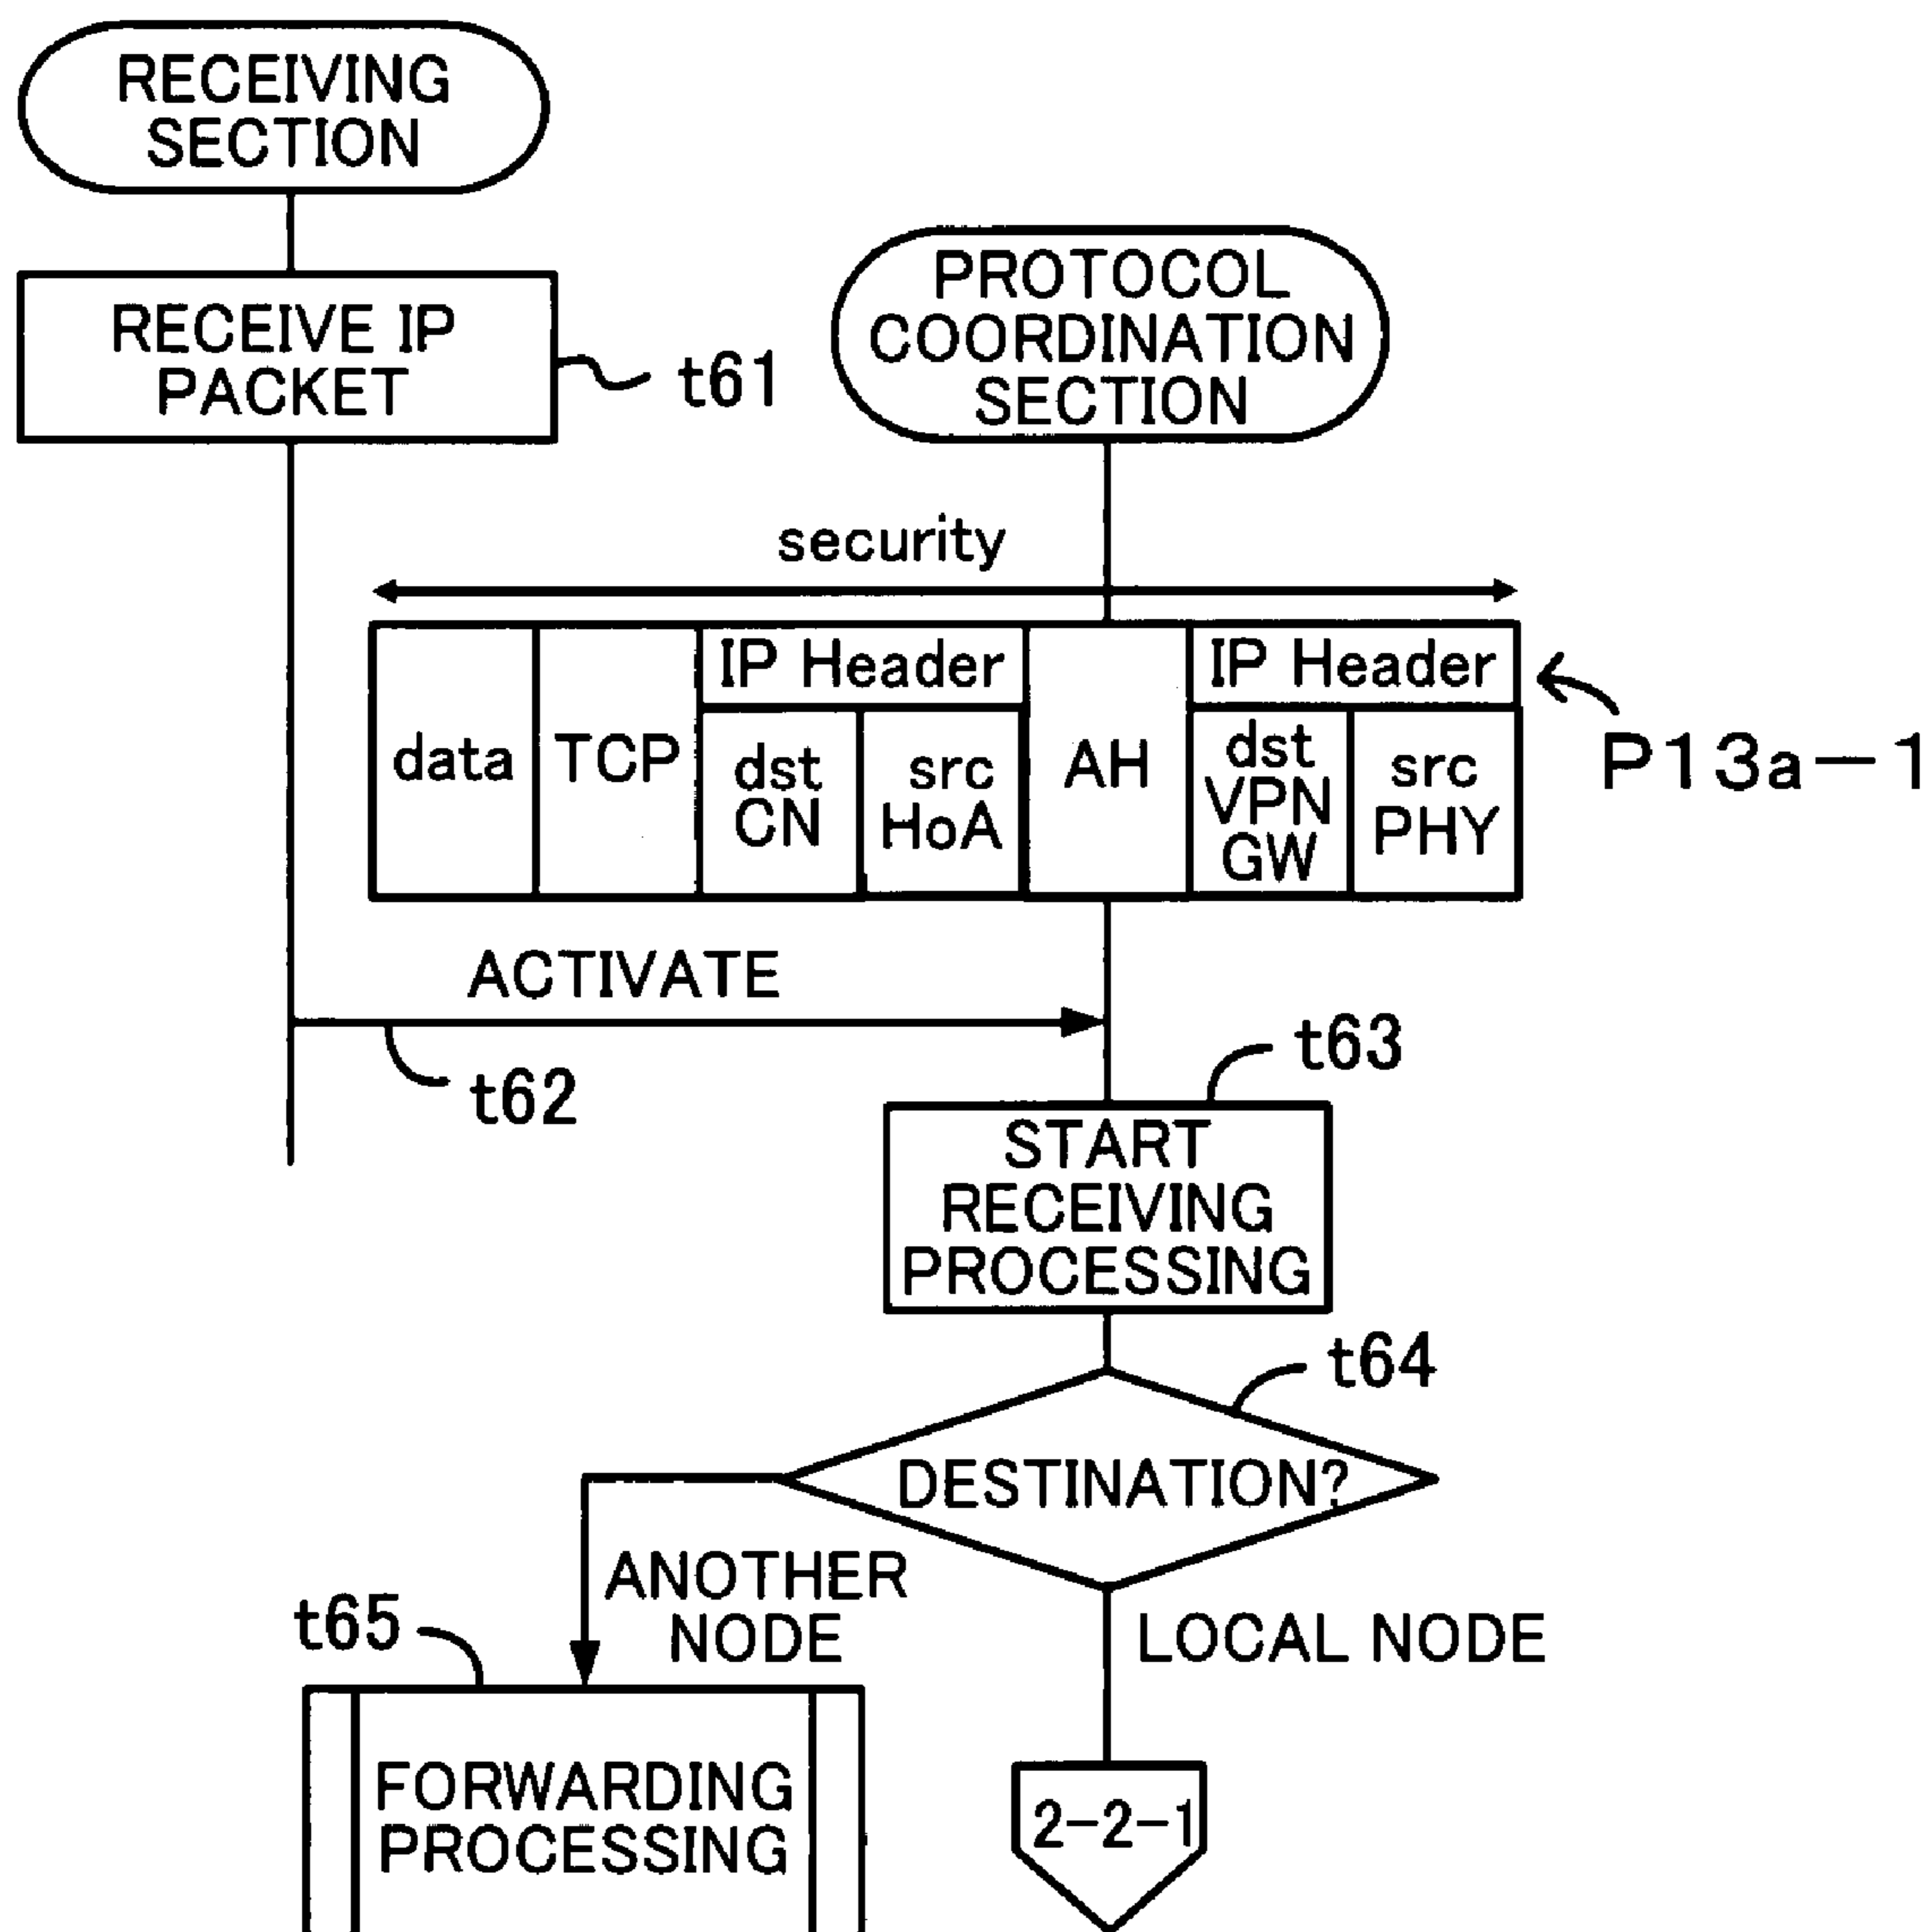 RECEIVING
SECTION
RECEIVE IP
PACKET
t61
PROTOCOL
COORDINATION
SECTION
security
data
TCP
IP Header
dst
CN
src
HoA
AH
IP Header
dst
VPN
GW
src
PHY
P13a-1
ACTIVATE
t62
t63
START
RECEIVING
PROCESSING
t64
DESTINATION?
ANOTHER
NODE
LOCAL NODE
t65
FORWARDING
PROCESSING
2-2-1